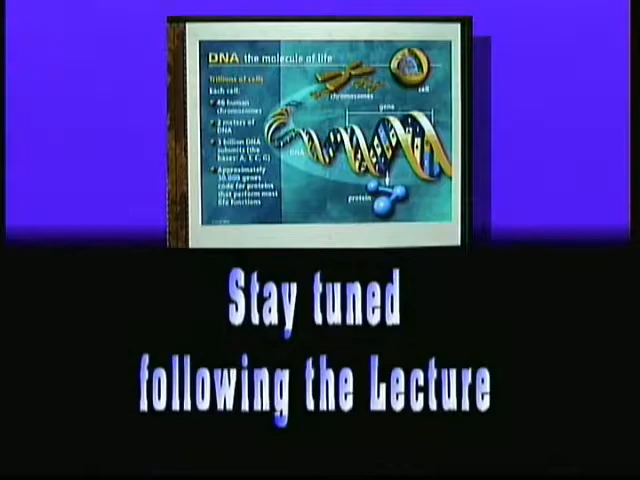 DNA the molecule of life
Trillions of cells
Each cell:
46 human
chromosomes
2 meters of
DNA
3 billion DNA
subunits (the
bases: A, T, C, G)
Approximately
30,000 genes
code for proteins
that perform most
life functions
chromosomes
cell
gene
DNA
protein
Stay tuned
following the Lecture